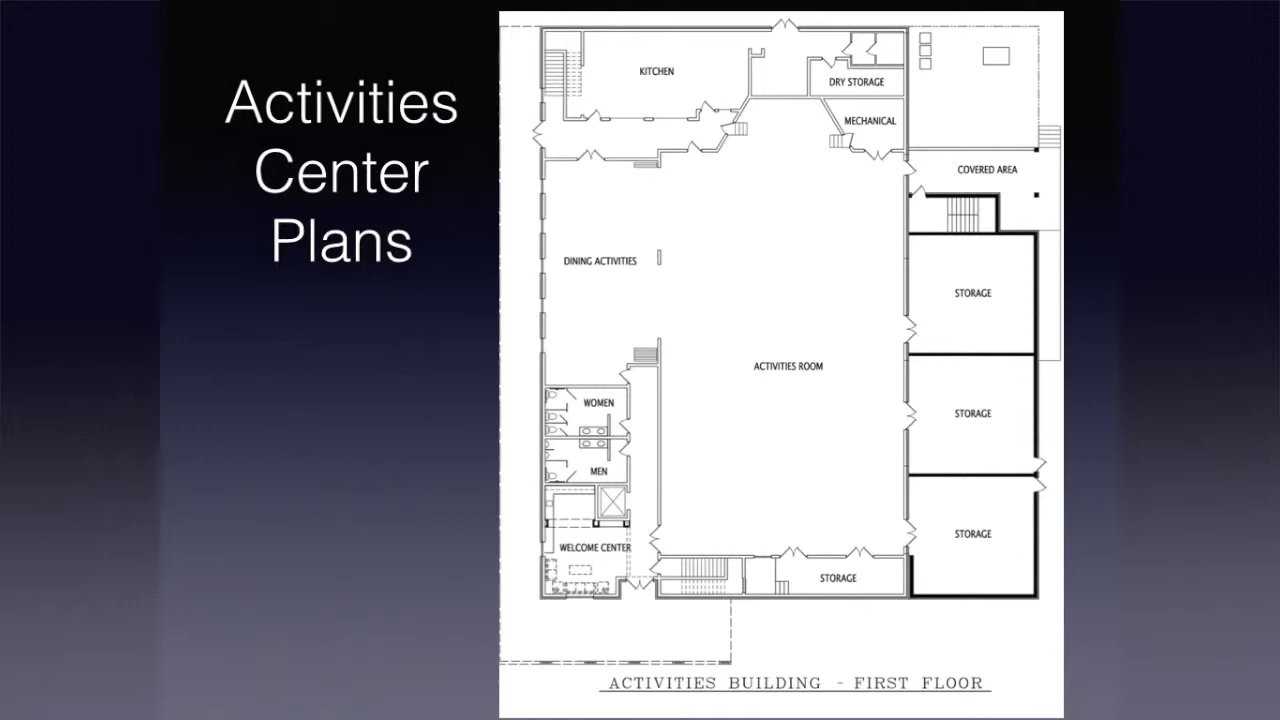 Activities
Center
Plans
KITCHEN
DRY STORAGE
MECHANICAL
COVERED AREA
DINING ACTIVITIES
STORAGE
ACTIVITIES ROOM
WOMEN
STORAGE
MEN
STORAGE
WELCOME CENTER
STORAGE
ACTIVITIES BUILDING - FIRST FLOOR